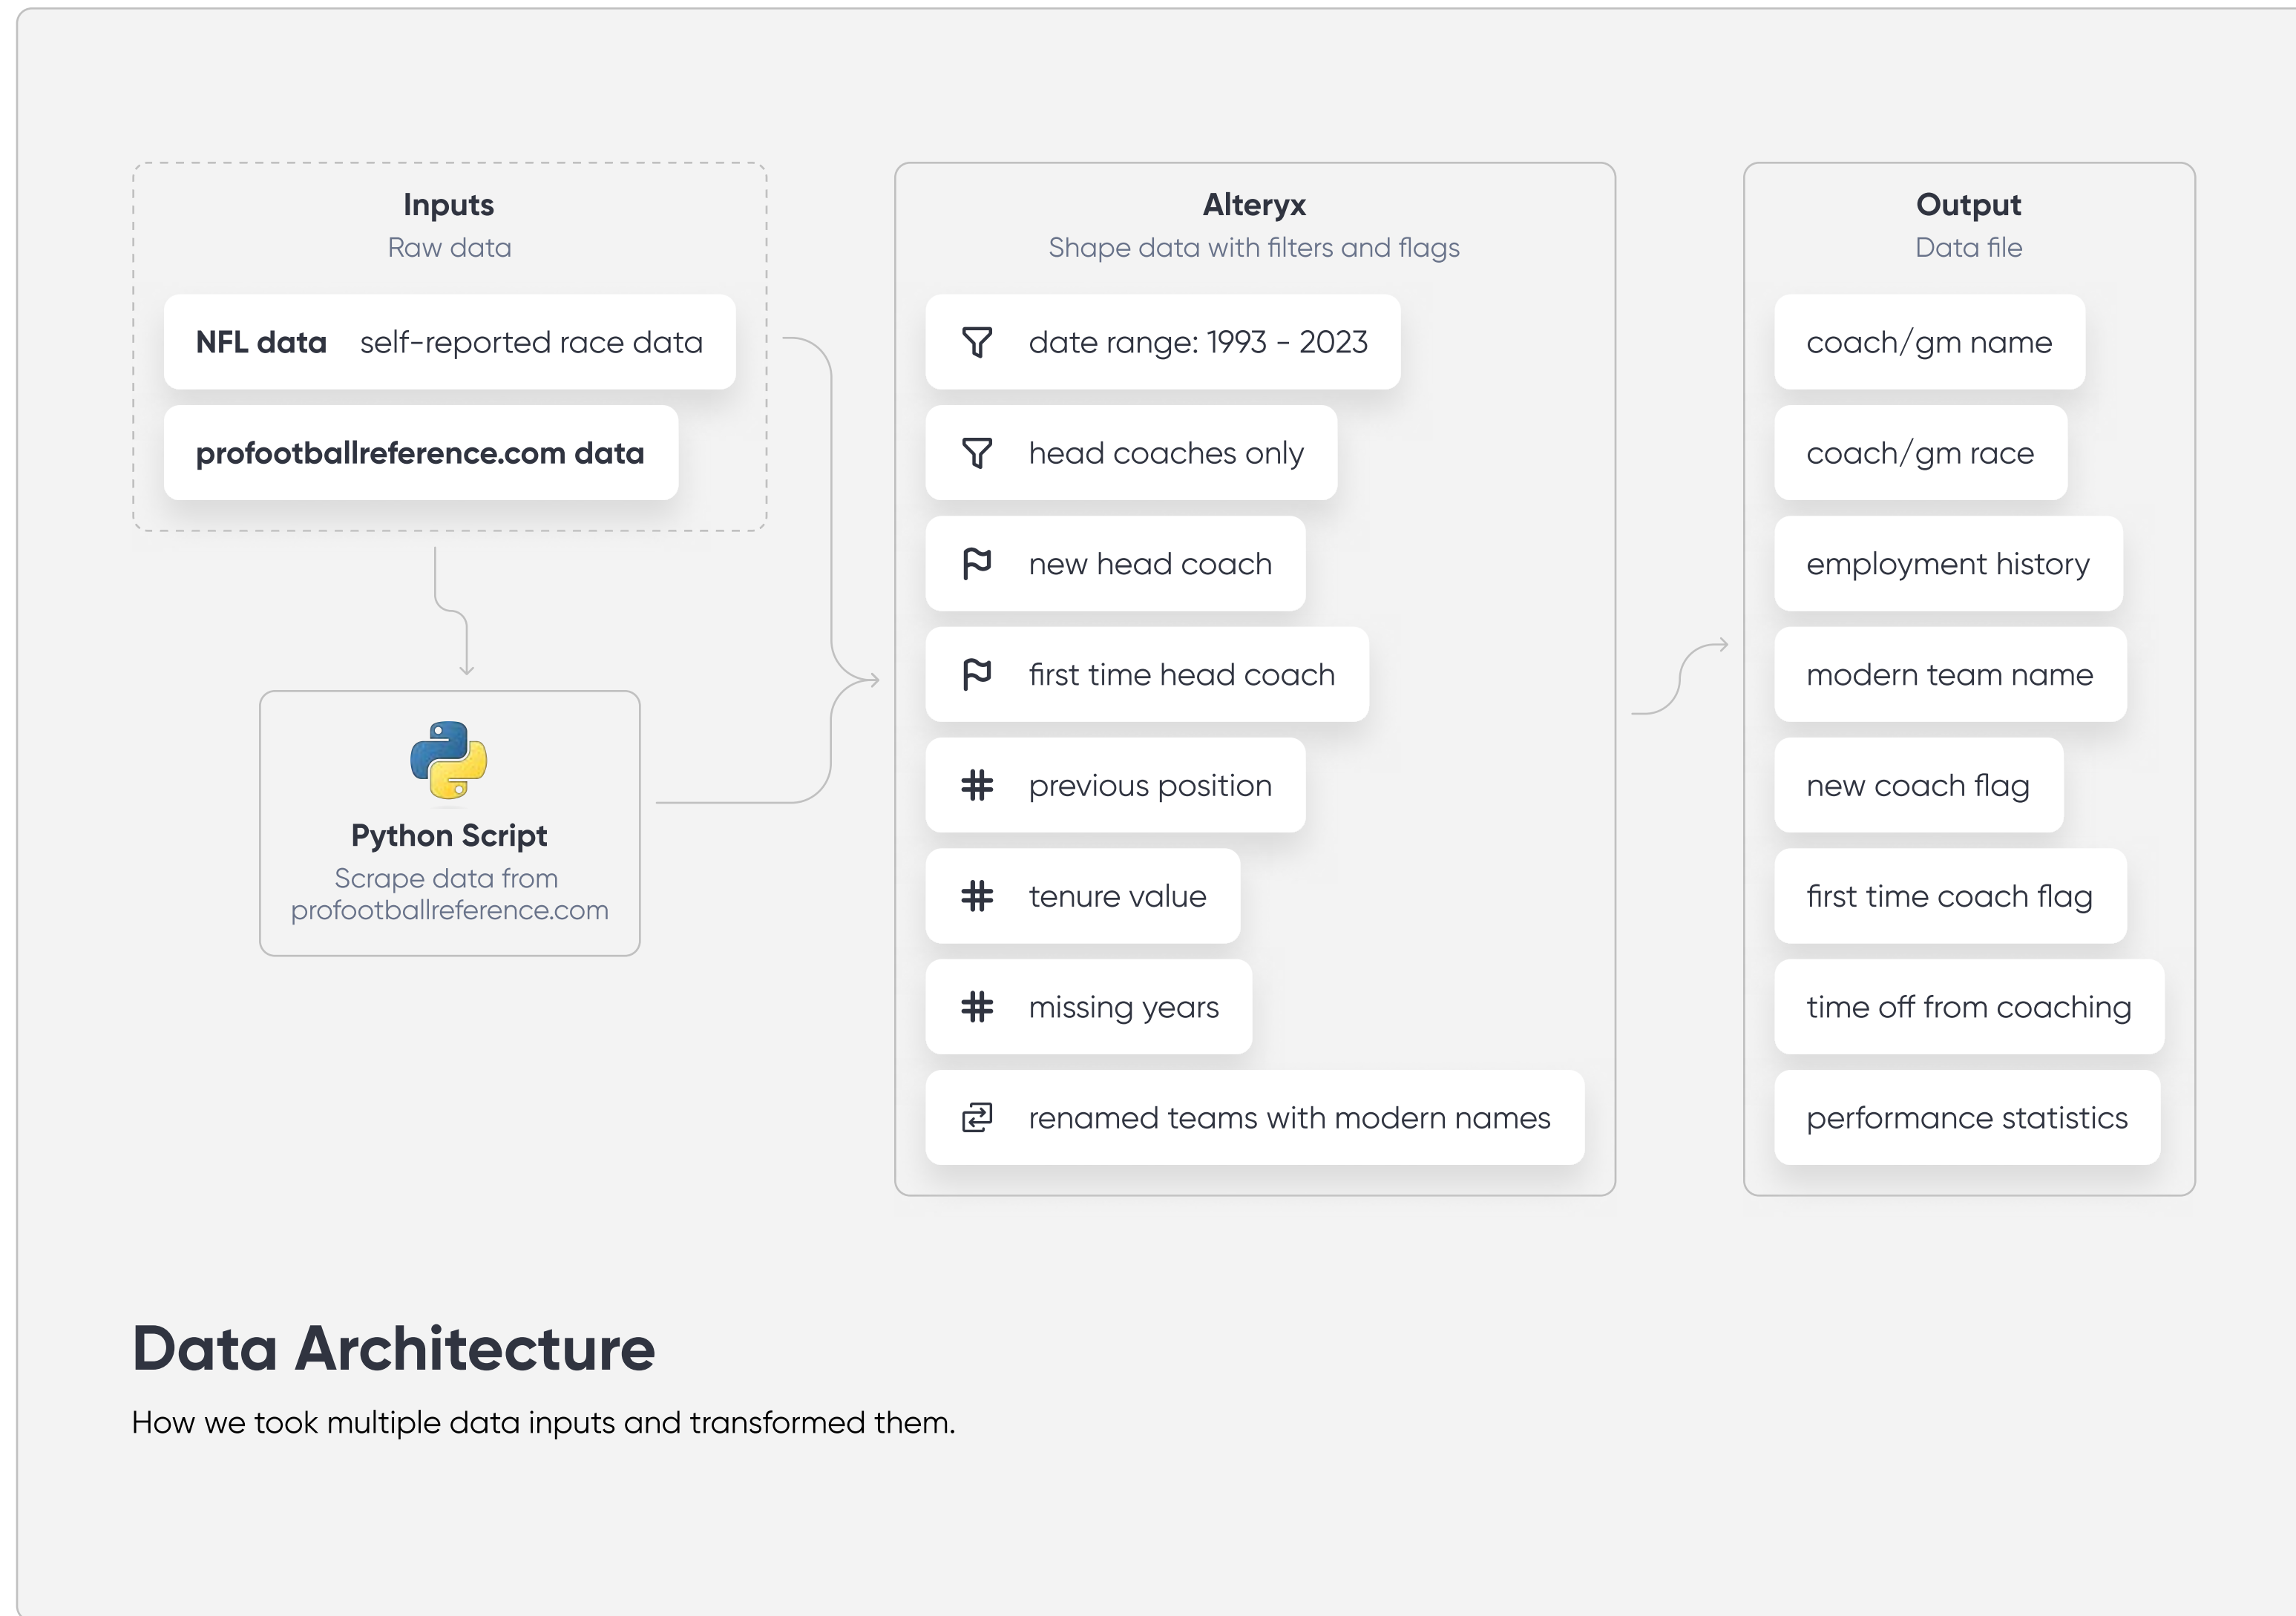 Inputs
Raw data
NFL data self-reported race data
profootballreference.com data
Python Script
Scrape data from
profootballreference.com
Alteryx
Shape data with filters and flags
date range: 1993 - 2023
head coaches only
new head coach
first time head coach
previous position
tenure value
missing years
renamed teams with modern names
Output
Data file
coach/gm name
coach/gm race
employment history
modern team name
new coach flag
first time coach flag
time off from coaching
performance statistics
Data Architecture
How we took multiple data inputs and transformed them.